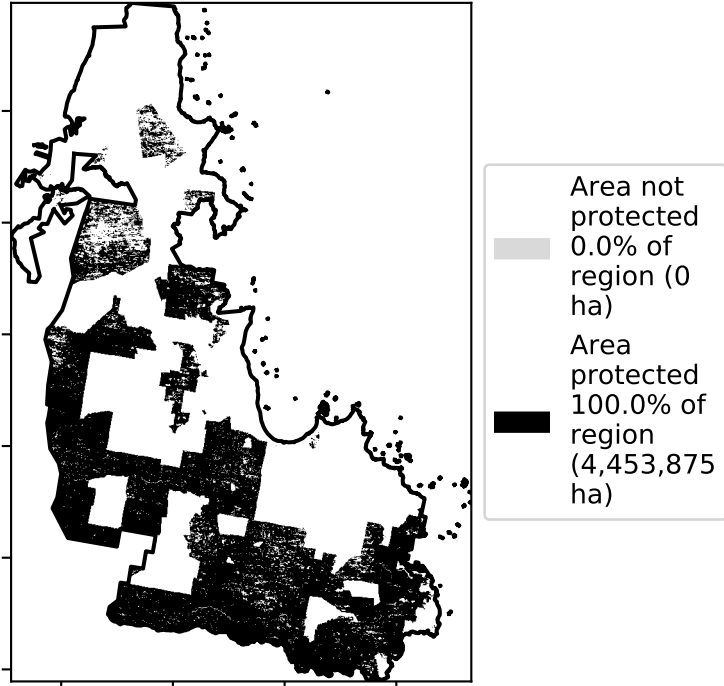 Area not
protected
0.0% of
region (0
ha)
Area
protected
100.0% of
region
(4,453,875
ha)